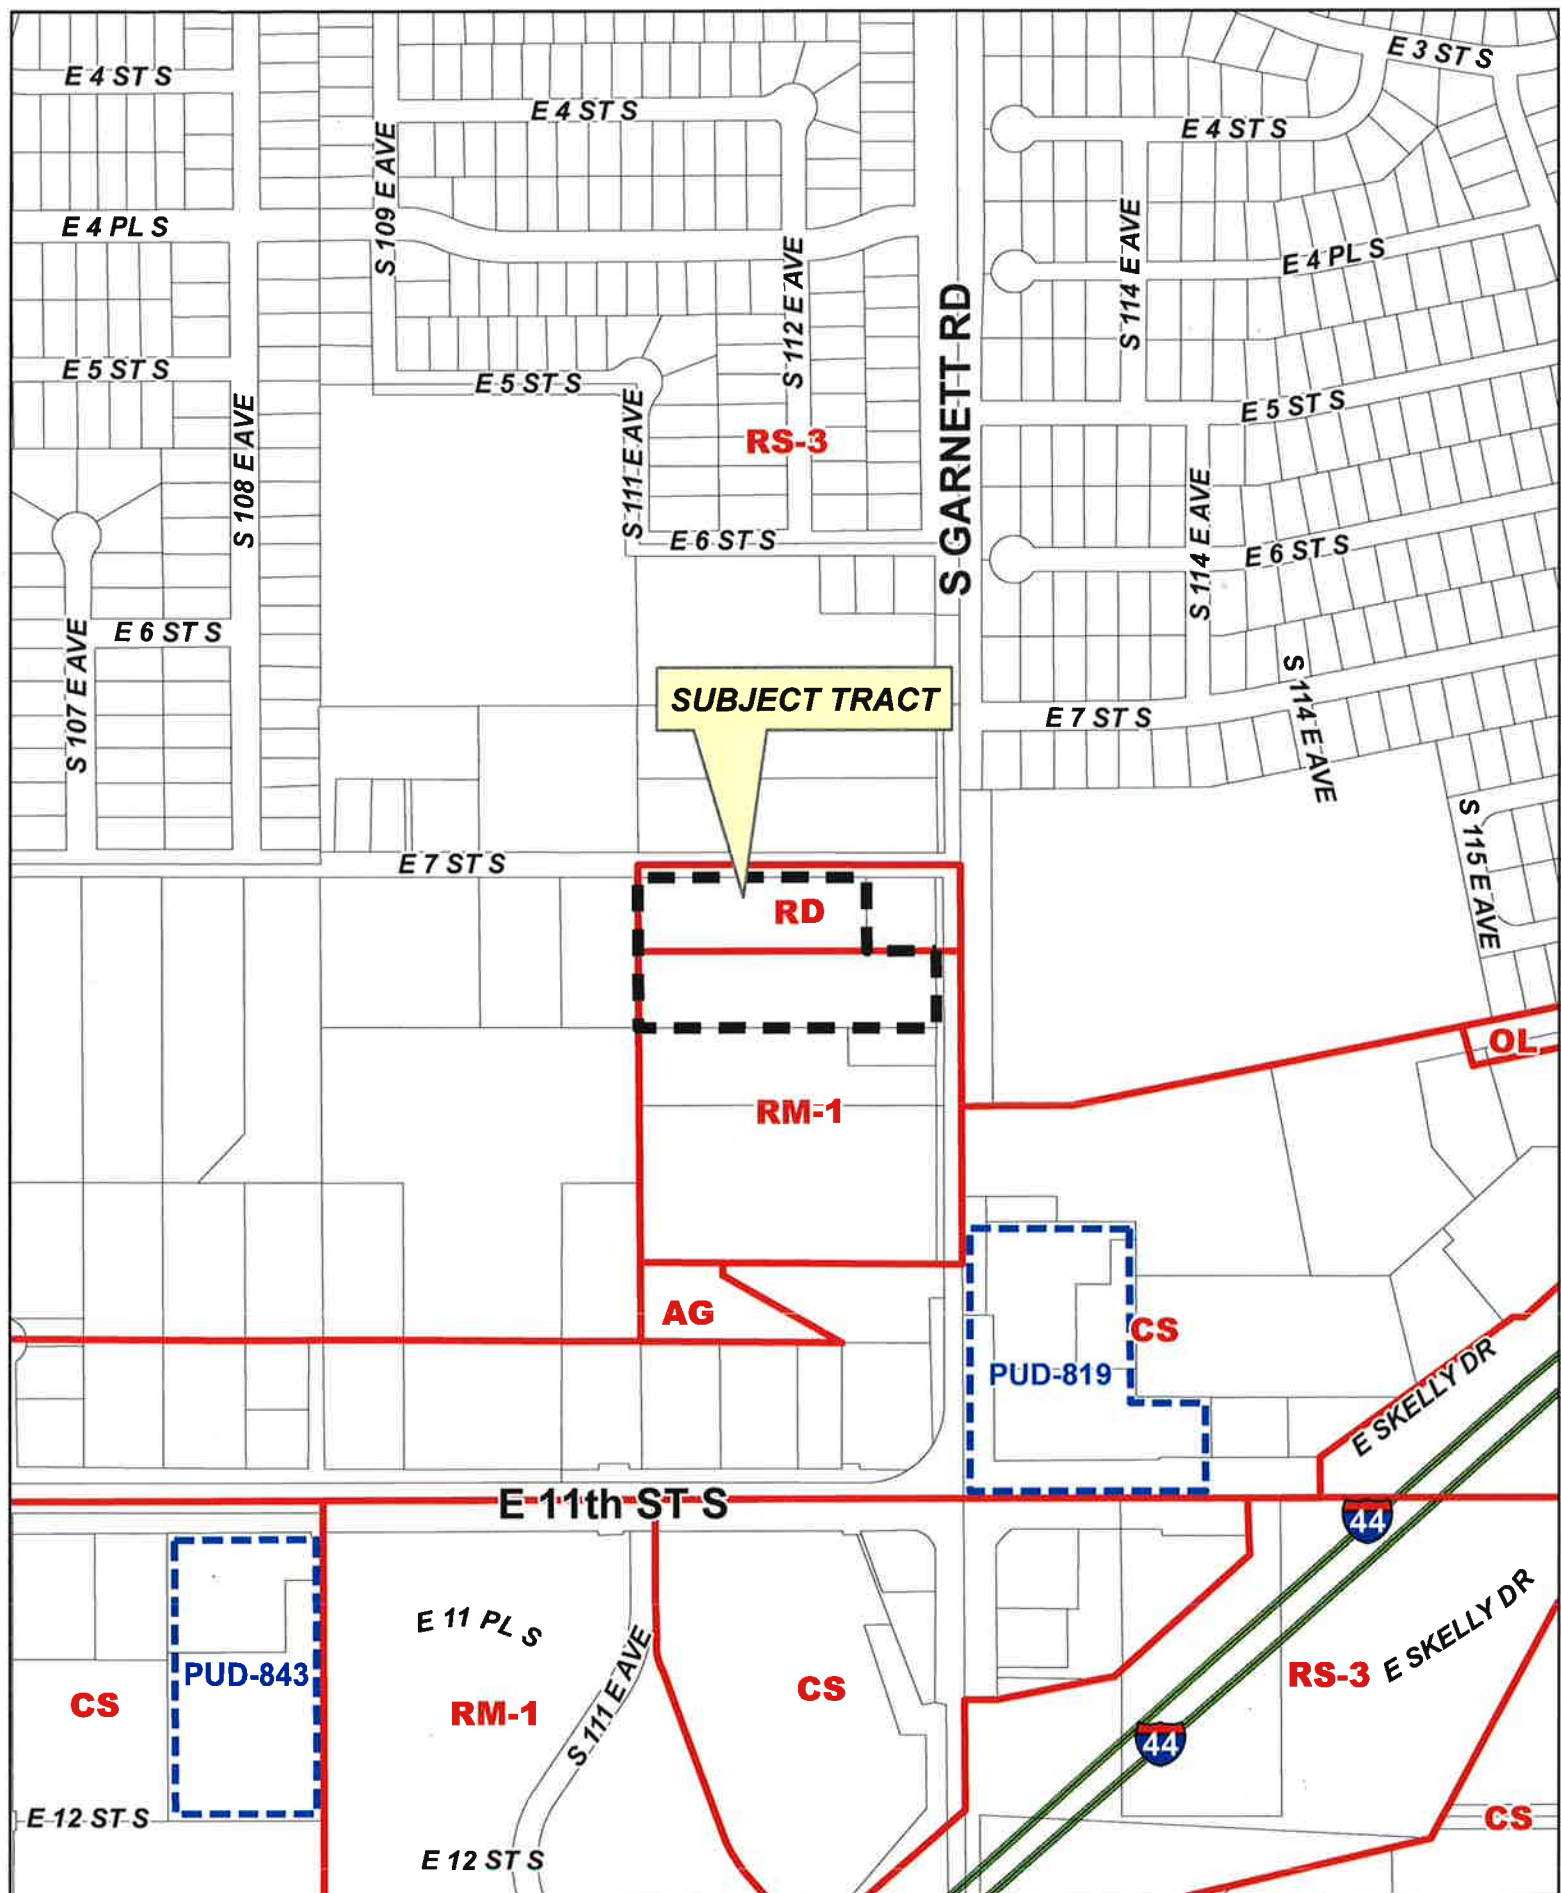 E 3 ST S
E 4 ST S
E 4 ST S
E 4 ST S
S 109 E AVE
E 4 PL S
S 112 E AVE
S 114 E AVE
E 4 PL S
S GARNETT RD
E 5 ST S
E 5 ST S
S 108 E AVE
S 111 E AVE
RS-3
E 5 ST S
S 114 E AVE
E 6 ST S
E 6 ST S
E 6 ST S
S 107 E AVE
SUBJECT TRACT
E 7 ST S
S 114 E AVE
S 115 E AVE
E 7 ST S
RD
OL
RM-1
AG
CS
PUD-819
E SKELLY DR
E 11th ST S
44
E 11 PL S
S 111 E AVE
E SKELLY DR
PUD-843
CS
RM-1
CS
RS-3
44
E 12 ST S
E 12 ST S
CS